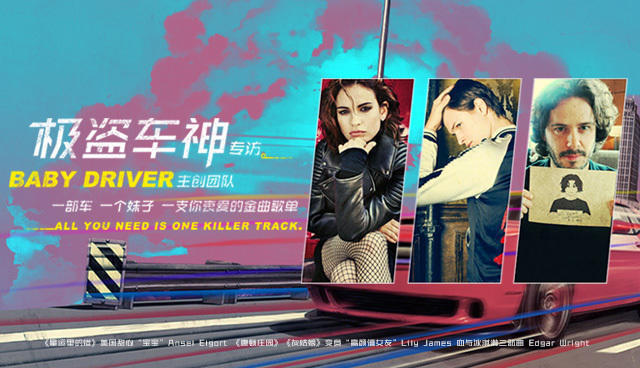 极盗车神 专访
BABY DRIVER 主创团队
一部车 一个妹子 一支你喜爱的金曲歌单
ALL YOU NEED IS ONE KILLER TRACK.
《星运里的错》美国甜心“宝宝”Ansel Elgort 《唐顿庄园》《灰姑娘》变身“高颜值女友”Lily James 血与冰淇淋三部曲 Edgar Wright